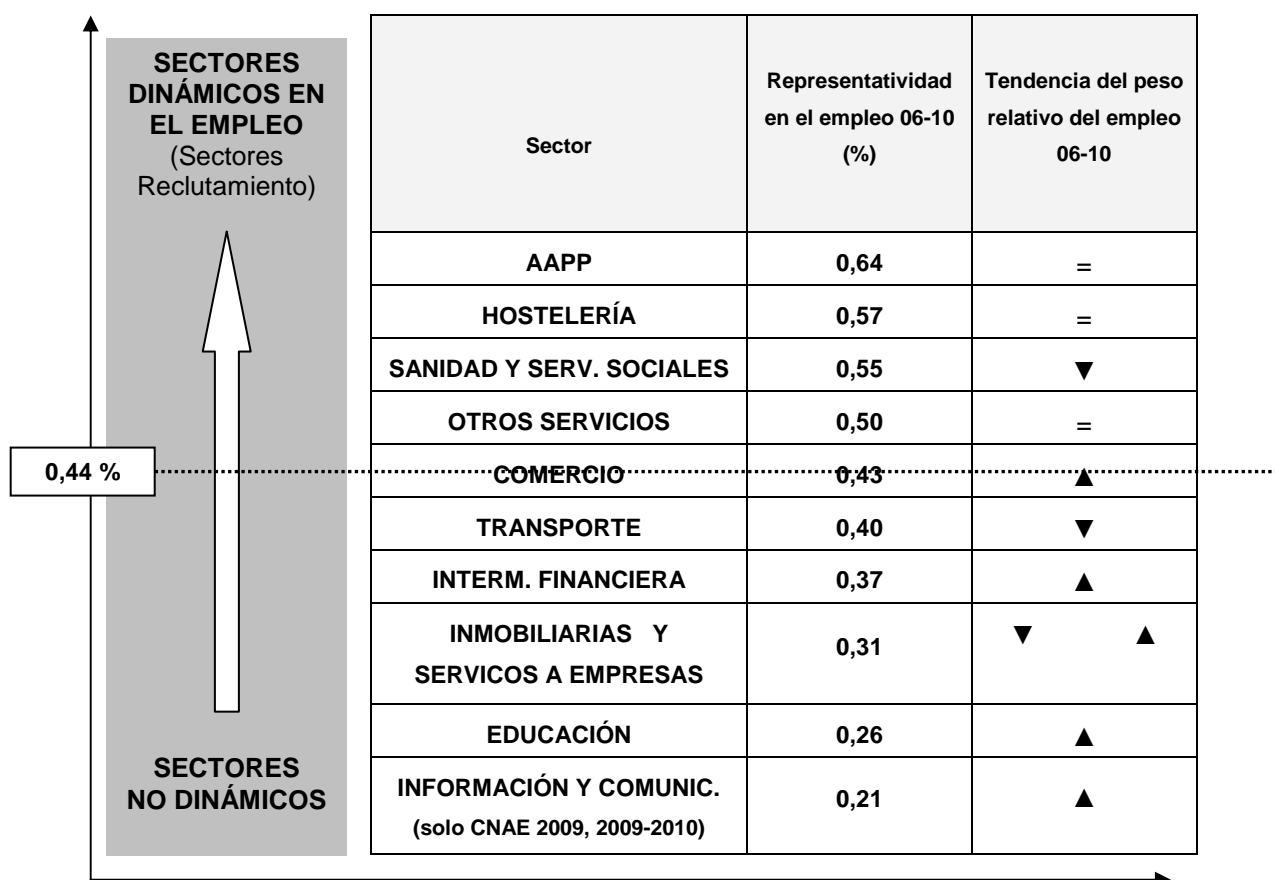 SECTORES
DINÁMICOS EN
EL EMPLEO
(Sectores
Reclutamiento)
0,44 %
SECTORES
NO DINÁMICOS
Sector
Representatividad
en el empleo 06-10
(%)
Tendencia del peso
relativo del empleo
06-10
AAPP 0,64 =
HOSTELERÍA 0,57 =
SANIDAD Y SERV. SOCIALES 0,55 ▼
OTROS SERVICIOS 0,50 =
COMERCIO 0,43 ▲
TRANSPORTE 0,40 ▼
INTERM. FINANCIERA 0,37 ▲
INMOBILIARIAS Y
SERVICOS A EMPRESAS
0,31 ▼ ▲
EDUCACIÓN 0,26 ▲
INFORMACIÓN Y COMUNIC.
(solo CNAE 2009, 2009-2010)
0,21 ▲